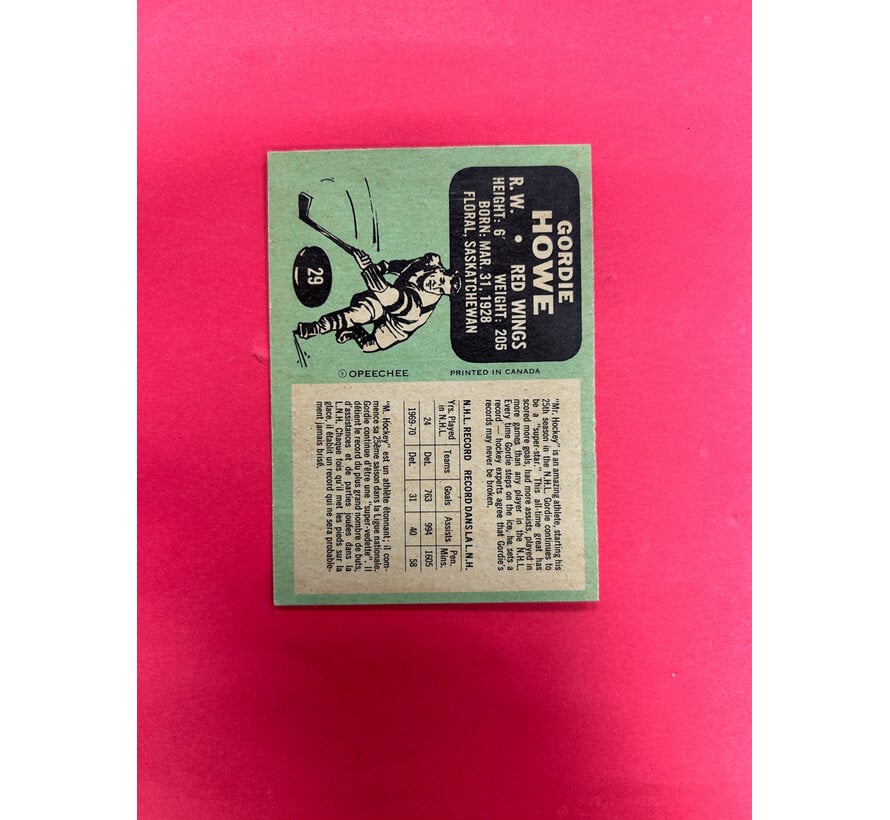 GORDIE
HOWE
R. W. • RED WINGS
HEIGHT: 6' WEIGHT: 205
BORN: MAR. 31, 1928
FLORAL, SASKATCHEWAN
29
© OPEECHEE PRINTED IN CANADA
"Mr. Hockey" is an amazing athlete, starting his
25th season in the N.H.L. Gordie continues to
be a "super-star." This all-time great has
scored more goals, had more assists, played in
more games than any player in the N.H.L.
Every time Gordie steps on the ice, he sets a
record — hockey experts agree that Gordie's
records may never be broken.
N.H.L. RECORD RECORD DANS LA L.N.H.
Yrs. Played Teams Goals Assists Pen.
in N.H.L. Mins.
24 Det. 763 994 1605
1969-70 Det. 31 40 58
"M. Hockey" est un athlète étonnant; il com-
mence sa 25ème saison dans la Ligue nationale.
Gordie continue d'être une "super-vedette". Il
détient le record du plus grand nombre de buts,
d'assistances et de parties jouées dans la
L.N.H. Chaque fois qu'il met les pieds sur la
glace, il établit un record qui ne sera probable-
ment jamais brisé.